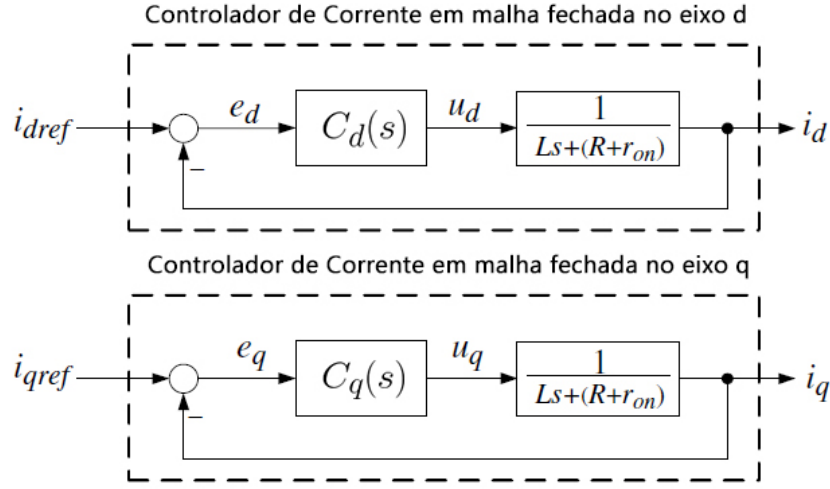 Controlador de Corrente em malha fechada no eixo d
i_dref e_d C_d(s) u_d 1/(Ls+(R+r_on)) i_d
−
Controlador de Corrente em malha fechada no eixo q
i_qref e_q C_q(s) u_q 1/(Ls+(R+r_on)) i_q
−